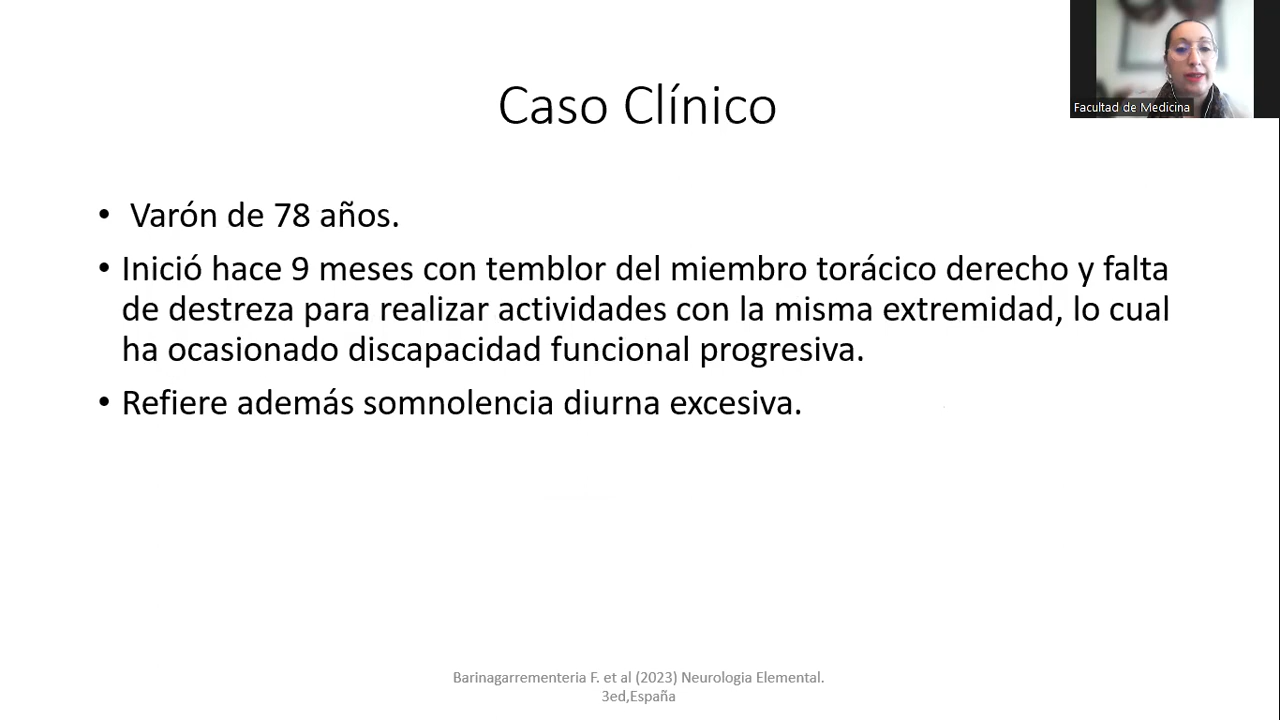 Facultad de Medicina
Caso Clínico
• Varón de 78 años.
• Inició hace 9 meses con temblor del miembro torácico derecho y falta
de destreza para realizar actividades con la misma extremidad, lo cual
ha ocasionado discapacidad funcional progresiva.
• Refiere además somnolencia diurna excesiva.
Barinagarrementeria F. et al (2023) Neurologia Elemental.
3ed,España